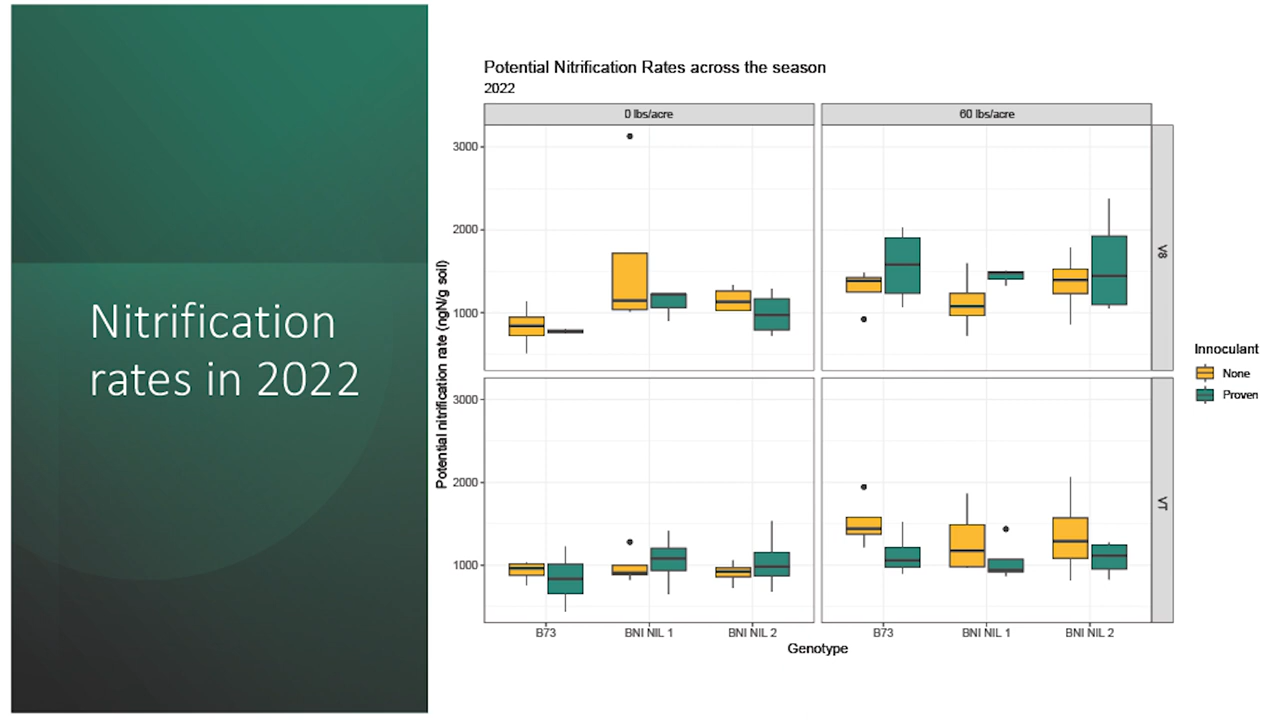 Nitrification
rates in 2022
Potential Nitrification Rates across the season
2022
0 lbs/acre
60 lbs/acre
Potential nitrification rate (ngN/g soil)
3000
2000
1000
V8
3000
2000
1000
VT
B73
BNI NIL 1
BNI NIL 2
B73
BNI NIL 1
BNI NIL 2
Genotype
Innoculant
None
Proven